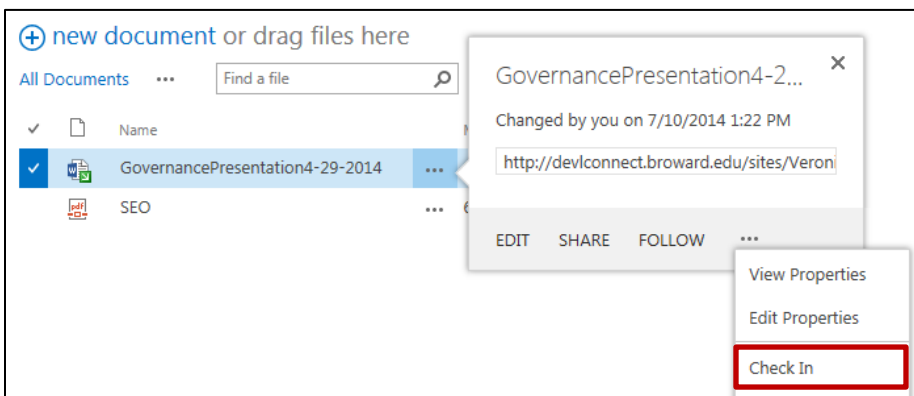 new document or drag files here
All Documents ••• Find a file
Name
GovernancePresentation4-29-2014 •••
SEO •••
GovernancePresentation4-2...
Changed by you on 7/10/2014 1:22 PM
http://devlconnect.broward.edu/sites/Veroni
EDIT SHARE FOLLOW •••
View Properties
Edit Properties
Check In